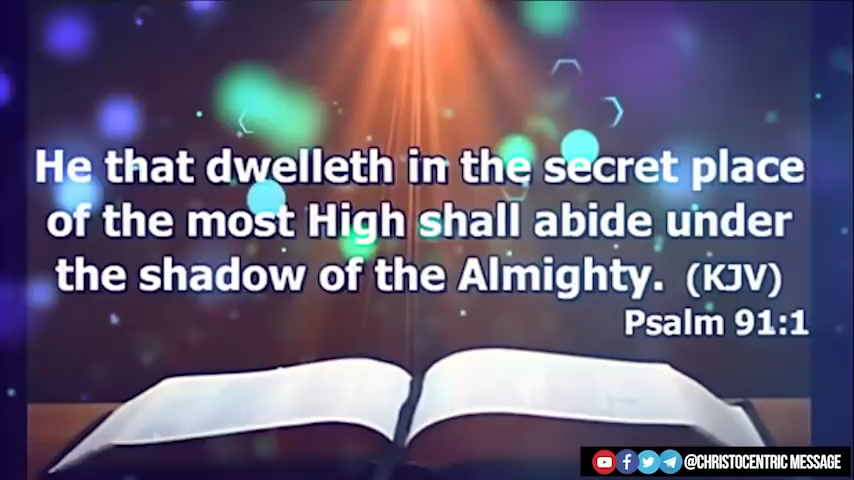 He that dwelleth in the secret place
of the most High shall abide under
the shadow of the Almighty. (KJV)
Psalm 91:1
@CHRISTOCENTRIC MESSAGE